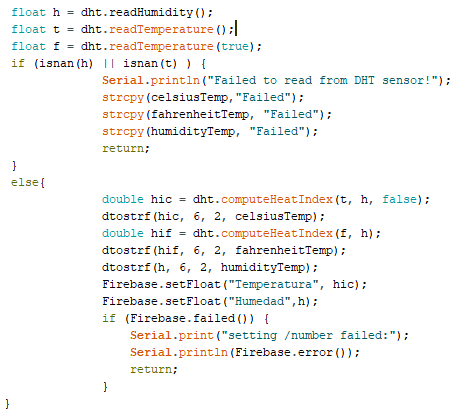 float h = dht.readHumidity();
float t = dht.readTemperature();
float f = dht.readTemperature(true);
if (isnan(h) || isnan(t) ) {
Serial.println("Failed to read from DHT sensor!");
strcpy(celsiusTemp,"Failed");
strcpy(fahrenheitTemp, "Failed");
strcpy(humidityTemp, "Failed");
return;
}
else{
double hic = dht.computeHeatIndex(t, h, false);
dtostrf(hic, 6, 2, celsiusTemp);
double hif = dht.computeHeatIndex(f, h);
dtostrf(hif, 6, 2, fahrenheitTemp);
dtostrf(h, 6, 2, humidityTemp);
Firebase.setFloat("Temperatura", hic);
Firebase.setFloat("Humedad",h);
if (Firebase.failed()) {
Serial.print("setting /number failed:");
Serial.println(Firebase.error());
return;
}
}